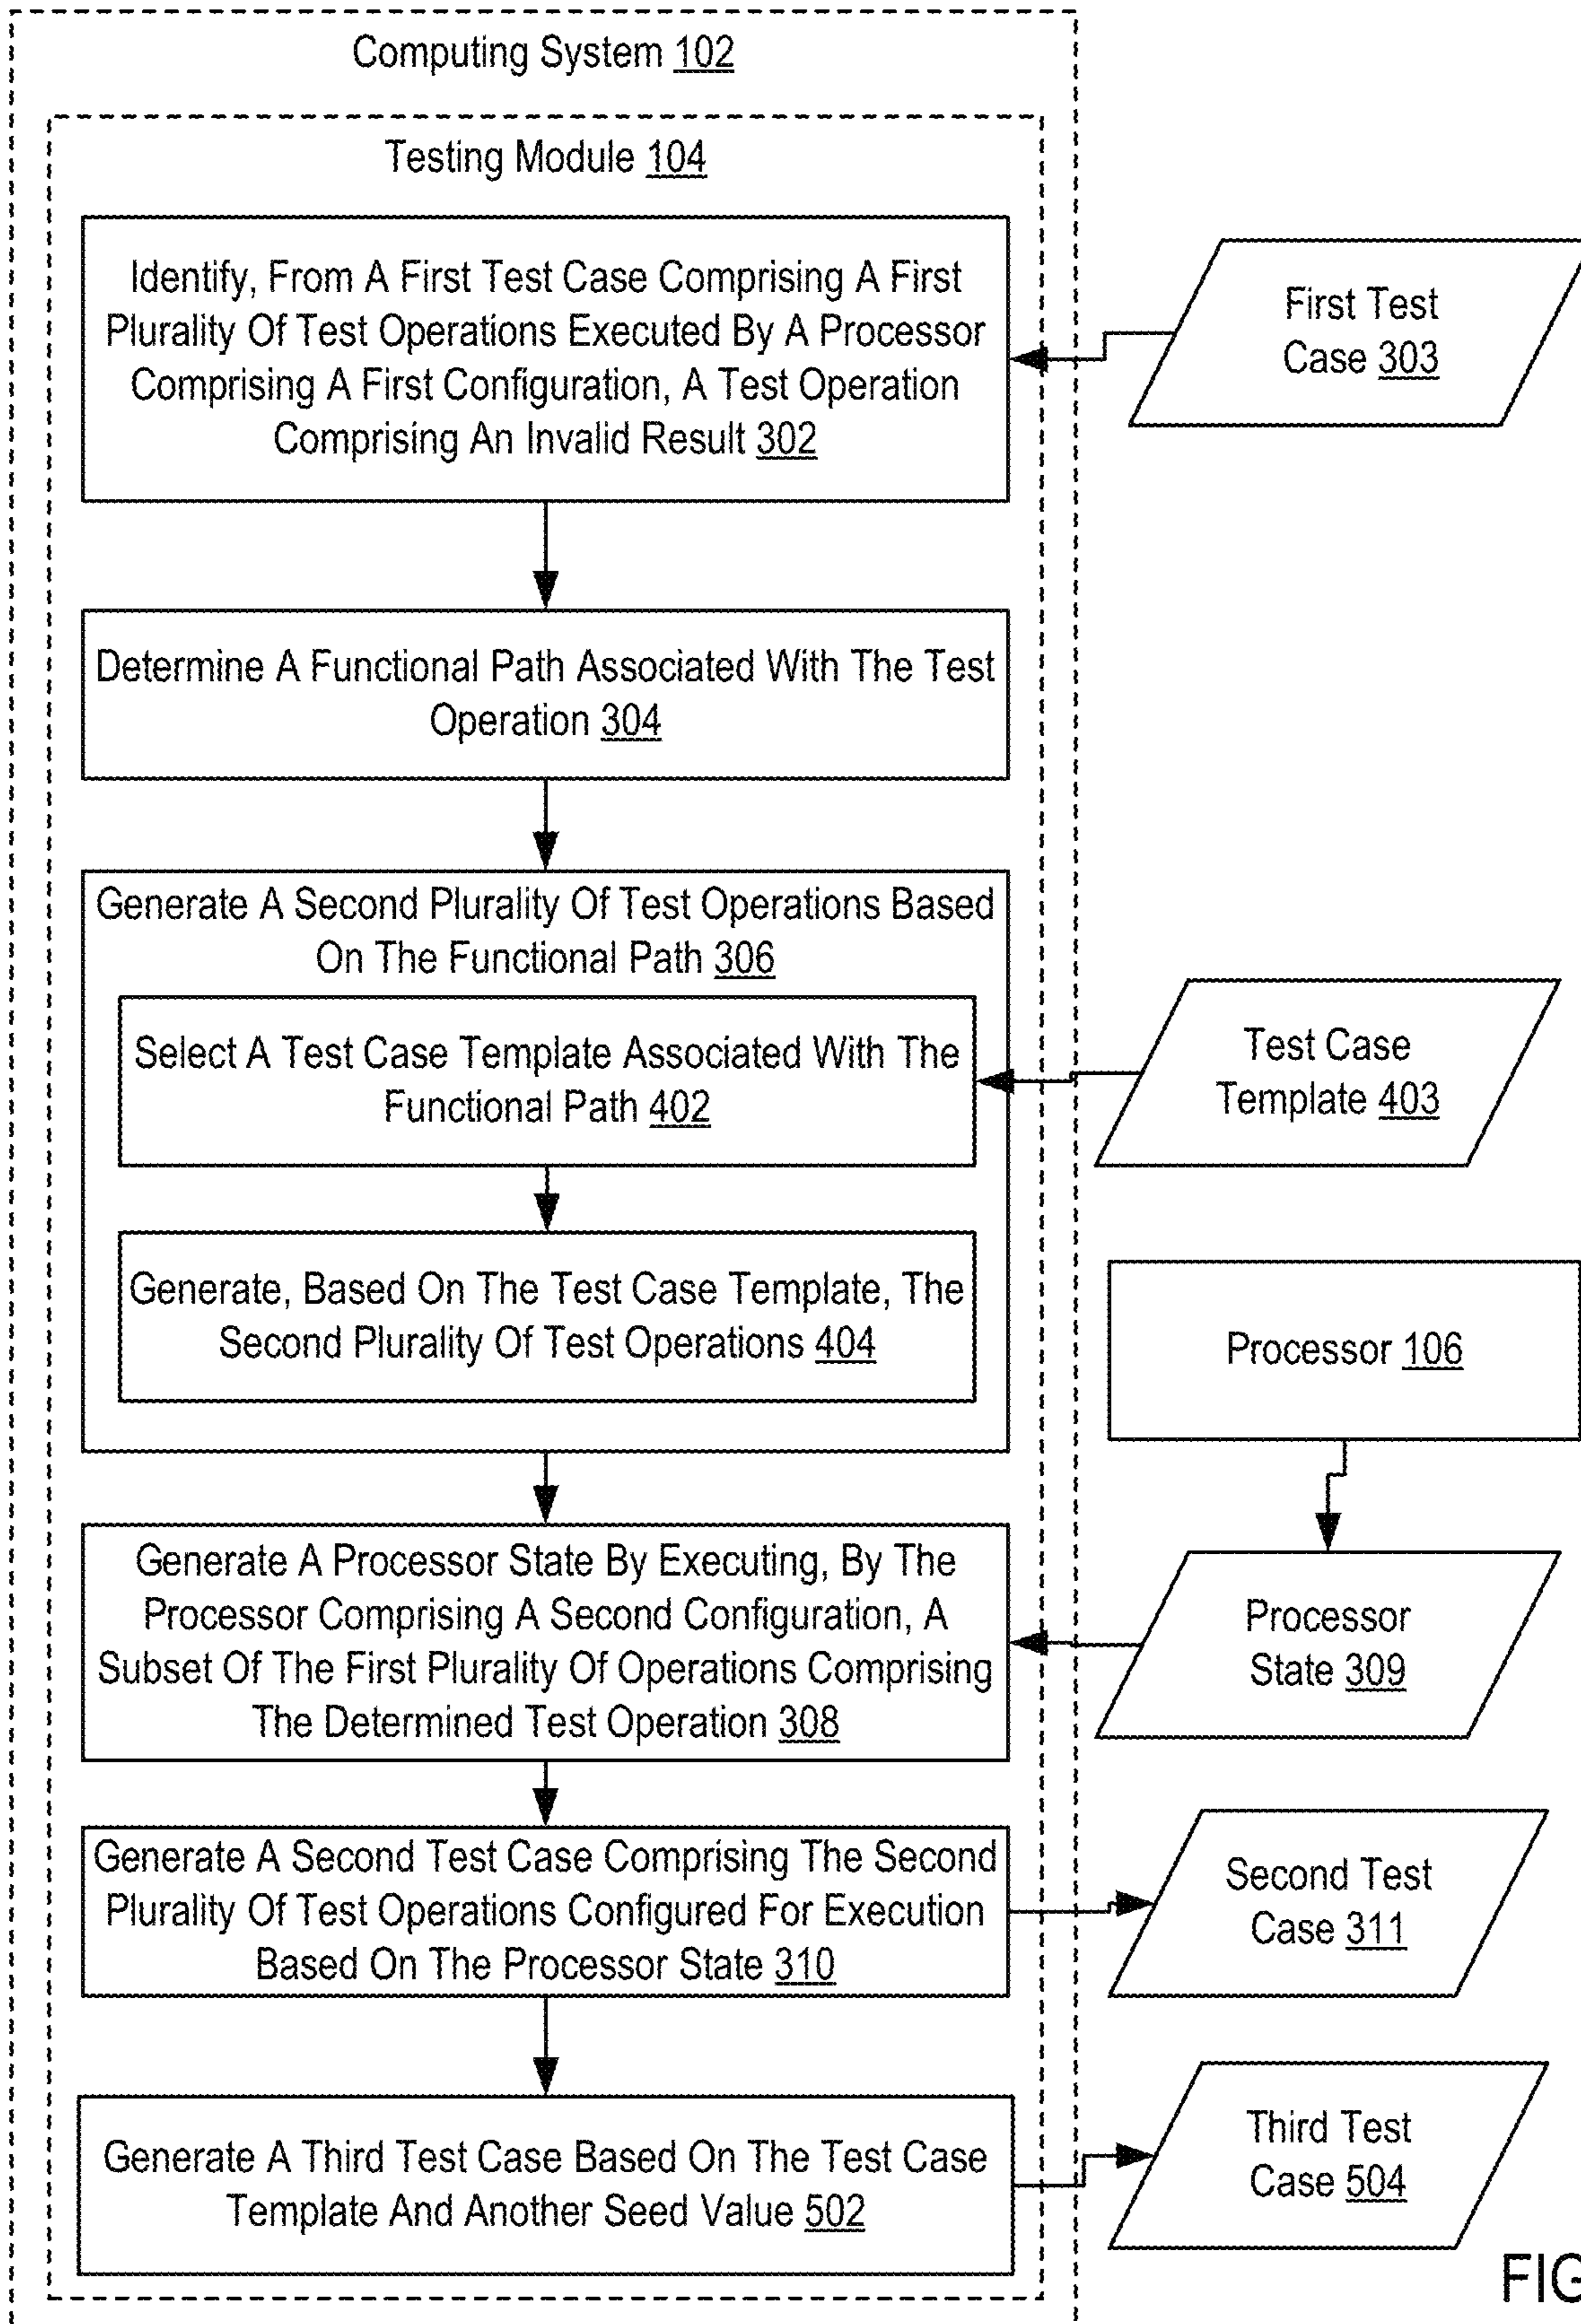 Computing System 102
Testing Module 104
Identify, From A First Test Case Comprising A First
Plurality Of Test Operations Executed By A Processor
Comprising A First Configuration, A Test Operation
Comprising An Invalid Result 302
First Test
Case 303
Determine A Functional Path Associated With The Test
Operation 304
Generate A Second Plurality Of Test Operations Based
On The Functional Path 306
Select A Test Case Template Associated With The
Functional Path 402
Test Case
Template 403
Generate, Based On The Test Case Template, The
Second Plurality Of Test Operations 404
Processor 106
Generate A Processor State By Executing, By The
Processor Comprising A Second Configuration, A
Subset Of The First Plurality Of Operations Comprising
The Determined Test Operation 308
Processor
State 309
Generate A Second Test Case Comprising The Second
Plurality Of Test Operations Configured For Execution
Based On The Processor State 310
Second Test
Case 311
Generate A Third Test Case Based On The Test Case
Template And Another Seed Value 502
Third Test
Case 504
FIG